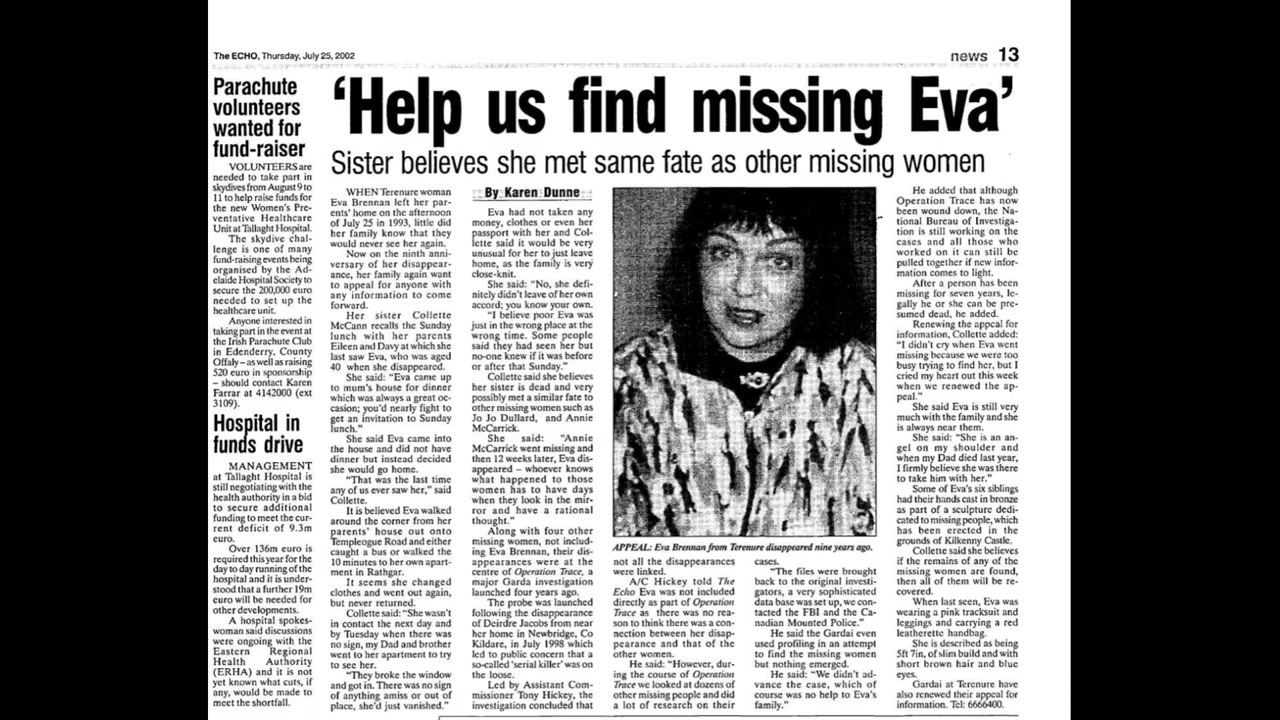 The ECHO, Thursday, July 25, 2002
news 13
Parachute
volunteers
wanted for
fund-raiser
VOLUNTEERS are
needed to take part in
skydives from August 9 to
11 to help raise funds for
the new Women's Pre-
ventative Healthcare
Unit at Tallaght Hospital.
The skydive chal-
lenge is one of many
fund-raising events being
organised by the Ad-
elaide Hospital Society to
secure the 200,000 euro
needed to set up the
healthcare unit.
Anyone interested in
taking part in the event at
the Irish Parachute Club
in Edenderry, County
Offaly – as well as raising
520 euro in sponsorship
– should contact Karen
Farrar at 4142000 (ext
3109).
Hospital in
funds drive
MANAGEMENT
at Tallaght Hospital is
still negotiating with the
health authority in a bid
to secure additional
funding to meet the cur-
rent deficit of 9.3m
euro.
Over 136m euro is
required this year for the
day to day running of the
hospital and it is under-
stood that a further 19m
euro will be needed for
other developments.
A hospital spokes-
woman said discussions
were ongoing with the
Eastern Regional
Health Authority
(ERHA) and it is not
yet known what cuts, if
any, would be made to
meet the shortfall.
‘Help us find missing Eva’
Sister believes she met same fate as other missing women
WHEN Terenure woman
Eva Brennan left her par-
ents' home on the afternoon
of July 25 in 1993, little did
her family know that they
would never see her again.
Now on the ninth anni-
versary of her disappear-
ance, her family again want
to appeal for anyone with
any information to come
forward.
Her sister Collette
McCann recalls the Sunday
lunch with her parents
Eileen and Davy at which she
last saw Eva, who was aged
40 when she disappeared.
She said: "Eva came up
to mum's house for dinner
which was always a great oc-
casion; you'd nearly fight to
get an invitation to Sunday
lunch."
She said Eva came into
the house and did not have
dinner but instead decided
she would go home.
"That was the last time
any of us ever saw her," said
Collette.
It is believed Eva walked
around the corner from her
parents' house out onto
Templeogue Road and either
caught a bus or walked the
10 minutes to her own apart-
ment in Rathgar.
It seems she changed
clothes and went out again,
but never returned.
Collette said: "She wasn't
in contact the next day and
by Tuesday when there was
no sign, my Dad and brother
went to her apartment to try
to see her.
"They broke the window
and got in. There was no sign
of anything amiss or out of
place, she'd just vanished."
By Karen Dunne
Eva had not taken any
money, clothes or even her
passport with her and Col-
lette said it would be very
unusual for her to just leave
home, as the family is very
close-knit.
She said: "No, she defi-
nitely didn't leave of her own
accord; you know your own.
"I believe poor Eva was
just in the wrong place at the
wrong time. Some people
said they had seen her but
no-one knew if it was before
or after that Sunday."
Collette said she believes
her sister is dead and very
possibly met a similar fate to
other missing women such as
Jo Jo Dullard, and Annie
McCarrick.
She said: "Annie
McCarrick went missing and
then 12 weeks later, Eva dis-
appeared – whoever knows
what happened to those
women has to have days
when they look in the mir-
ror and have a rational
thought."
Along with four other
missing women, not includ-
ing Eva Brennan, their dis-
appearances were at the
centre of Operation Trace, a
major Garda investigation
launched four years ago.
The probe was launched
following the disappearance
of Deirdre Jacobs from near
her home in Newbridge, Co
Kildare, in July 1998 which
led to public concern that a
so-called 'serial killer' was on
the loose.
Led by Assistant Com-
missioner Tony Hickey, the
investigation concluded that
APPEAL: Eva Brennan from Terenure disappeared nine years ago.
not all the disappearances
were linked.
A/C Hickey told The
Echo Eva was not included
directly as part of Operation
Trace as there was no rea-
son to think there was a con-
nection between her disap-
pearance and that of the
other women.
He said: "However, dur-
ing the course of Operation
Trace we looked at dozens of
other missing people and did
a lot of research on their
cases.
"The files were brought
back to the original investi-
gators, a very sophisticated
data base was set up, we con-
tacted the FBI and the Ca-
nadian Mounted Police."
He said the Gardai even
used profiling in an attempt
to find the missing women
but nothing emerged.
He said: "We didn't ad-
vance the case, which of
course was no help to Eva's
family."
He added that although
Operation Trace has now
been wound down, the Na-
tional Bureau of Investiga-
tion is still working on the
cases and all those who
worked on it can still be
pulled together if new infor-
mation comes to light.
After a person has been
missing for seven years, le-
gally he or she can be pre-
sumed dead, he added.
Renewing the appeal for
information, Collette added:
"I didn't cry when Eva went
missing because we were too
busy trying to find her, but I
cried my heart out this week
when we renewed the ap-
peal."
She said Eva is still very
much with the family and she
is always near them.
She said: "She is an an-
gel on my shoulder and
when my Dad died last year,
I firmly believe she was there
to take him with her."
Some of Eva's six siblings
had their hands cast in bronze
as part of a sculpture dedi-
cated to missing people, which
has been erected in the
grounds of Kilkenny Castle.
Collette said she believes
if the remains of any of the
missing women are found,
then all of them will be re-
covered.
When last seen, Eva was
wearing a pink tracksuit and
leggings and carrying a red
leatherette handbag.
She is described as being
5ft 7in, of slim build and with
short brown hair and blue
eyes.
Gardai at Terenure have
also renewed their appeal for
information. Tel: 6666400.